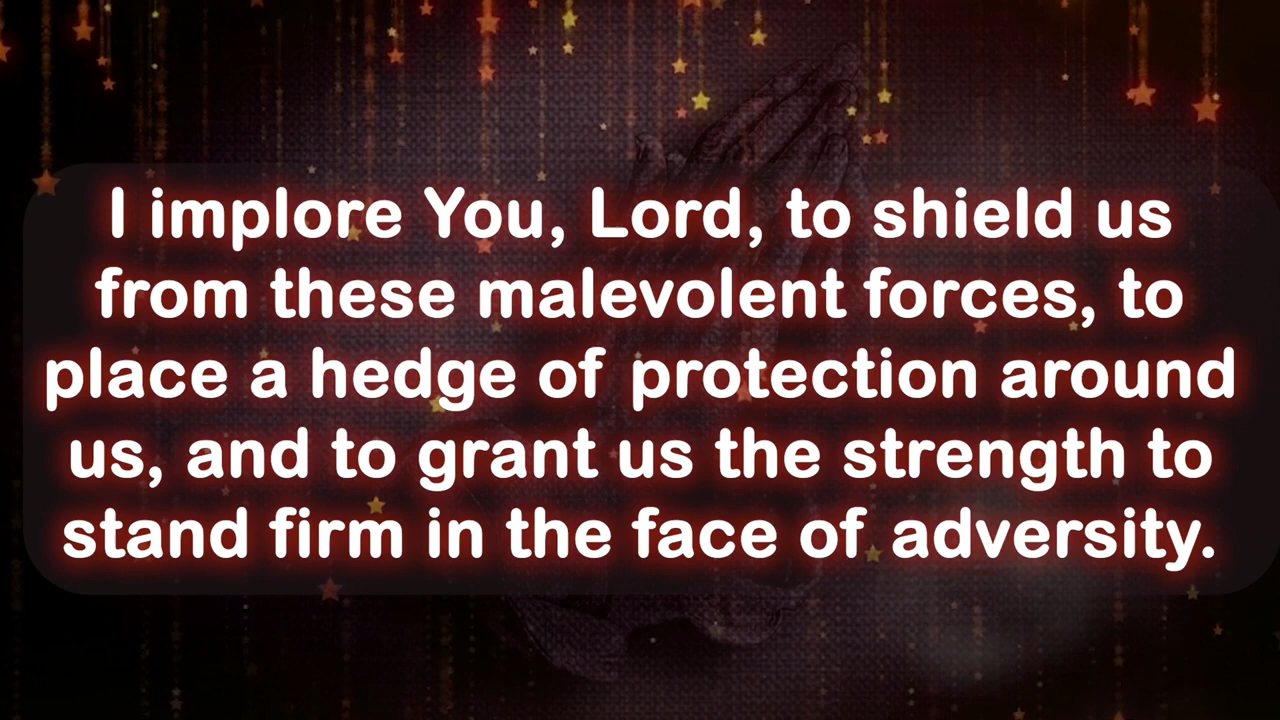 I implore You, Lord, to shield us
from these malevolent forces, to
place a hedge of protection around
us, and to grant us the strength to
stand firm in the face of adversity.